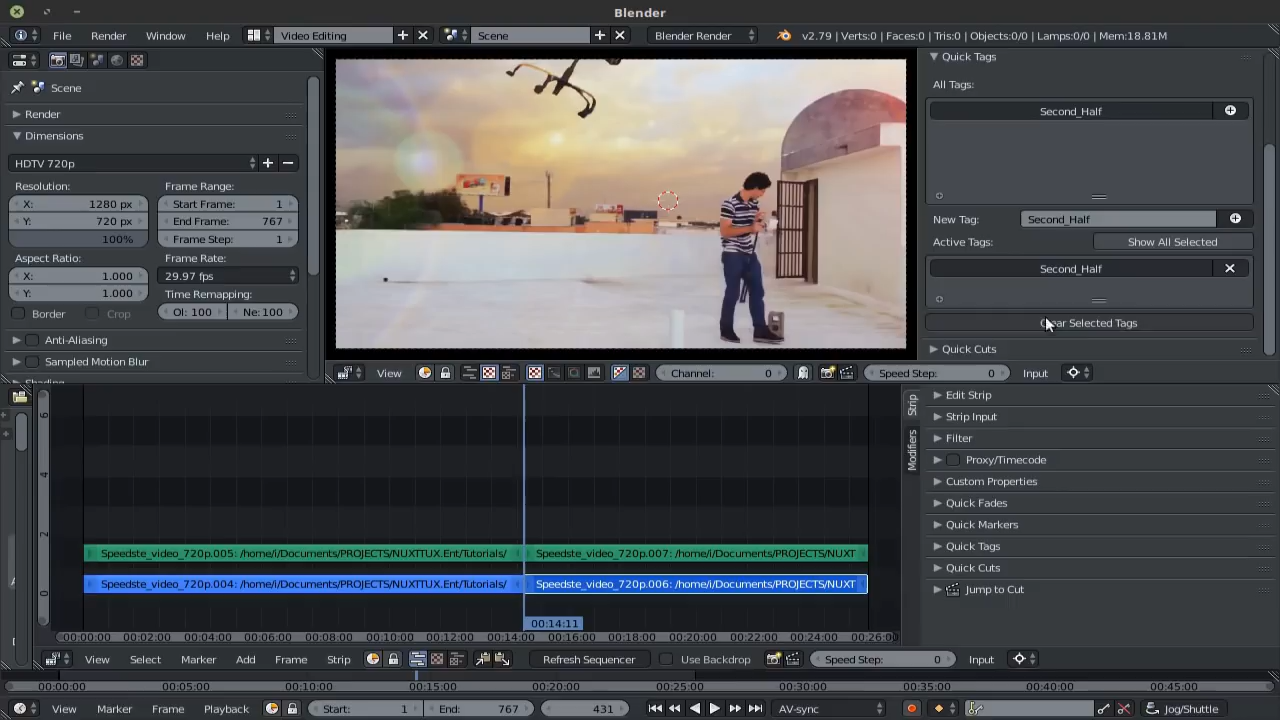 Blender
File Render Window Help Video Editing Scene Blender Render v2.79 | Verts:0 | Faces:0 | Tris:0 | Objects:0/0 | Lamps:0/0 | Mem:18.81M
Scene
Render
Dimensions
HDTV 720p
Resolution: Frame Range:
X: 1280 px Start Frame: 1
Y: 720 px End Frame: 767
100% Frame Step: 1
Aspect Ratio: Frame Rate:
X: 1.000 29.97 fps
Y: 1.000 Time Remapping:
Border Crop Ol: 100 Ne:100
Anti-Aliasing
Sampled Motion Blur
Shading
View Channel: 0 Speed Step: 0 Input
Quick Tags
All Tags:
Second_Half
New Tag: Second_Half
Active Tags: Show All Selected
Second_Half
Clear Selected Tags
Quick Cuts
6
4
2
0
Speedste_video_720p.005: /home/i/Documents/PROJECTS/NUXTTUX.Ent/Tutorials/ Speedste_video_720p.007: /home/i/Documents/PROJECTS/NUXT
Speedste_video_720p.004: /home/i/Documents/PROJECTS/NUXTTUX.Ent/Tutorials/ Speedste_video_720p.006: /home/i/Documents/PROJECTS/NUXT
00:14:11
00:00:00 00:02:00 00:04:00 00:06:00 00:08:00 00:10:00 00:12:00 00:14:00 00:16:00 00:18:00 00:20:00 00:22:00 00:24:00 00:26:00
Strip
Modifiers
Edit Strip
Strip Input
Filter
Proxy/Timecode
Custom Properties
Quick Fades
Quick Markers
Quick Tags
Quick Cuts
Jump to Cut
View Select Marker Add Frame Strip Refresh Sequencer Use Backdrop Speed Step: 0 Input
00:00:00 00:05:00 00:10:00 00:15:00 00:20:00 00:25:00 00:30:00 00:35:00 00:40:00 00:45:00
View Marker Frame Playback Start: 1 End: 767 431 AV-sync Jog/Shuttle